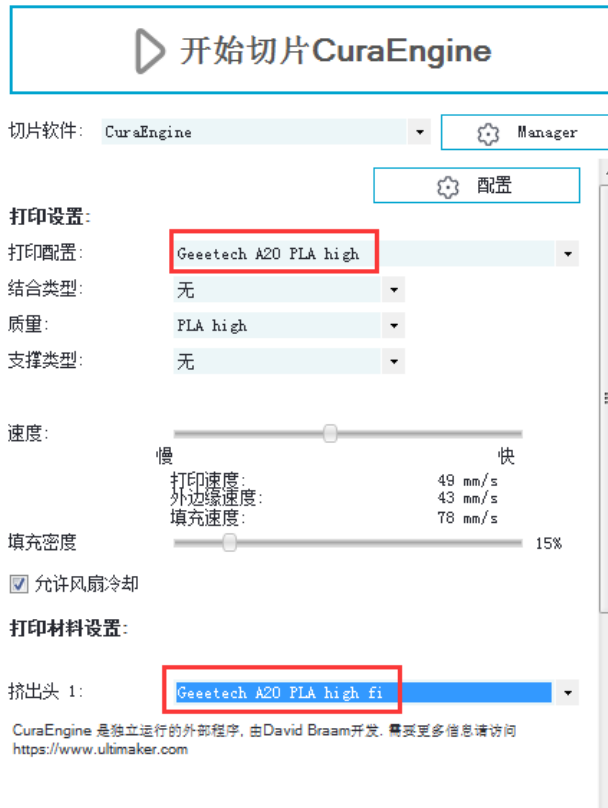 开始切片CuraEngine
切片软件: CuraEngine Manager
配置
打印设置:
打印配置: Geeetech A20 PLA high
结合类型: 无
质量: PLA high
支撑类型: 无
速度:
慢 快
打印速度: 49 mm/s
外边缘速度: 43 mm/s
填充速度: 78 mm/s
填充密度 15%
允许风扇冷却
打印材料设置:
挤出头 1: Geeetech A20 PLA high fi
CuraEngine 是独立运行的外部程序, 由David Braam开发. 需要更多信息请访问
https://www.ultimaker.com